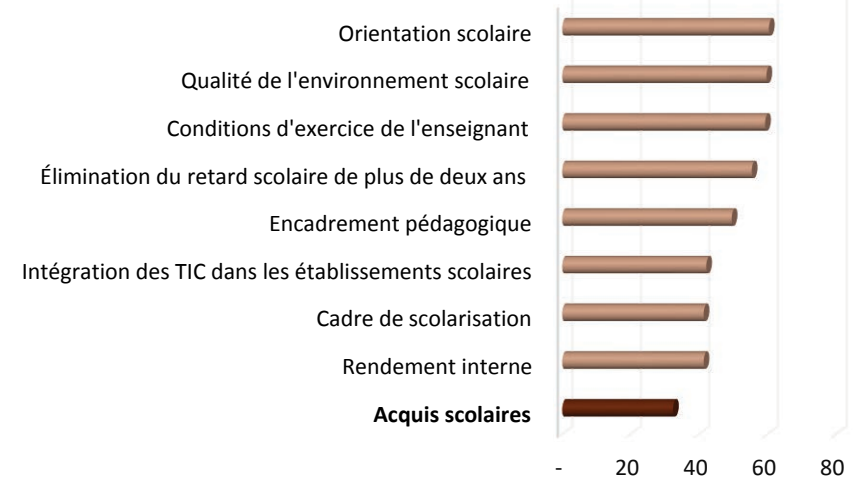 Orientation scolaire
Qualité de l'environnement scolaire
Conditions d'exercice de l'enseignant
Élimination du retard scolaire de plus de deux ans
Encadrement pédagogique
Intégration des TIC dans les établissements scolaires
Cadre de scolarisation
Rendement interne
Acquis scolaires
- 20 40 60 80